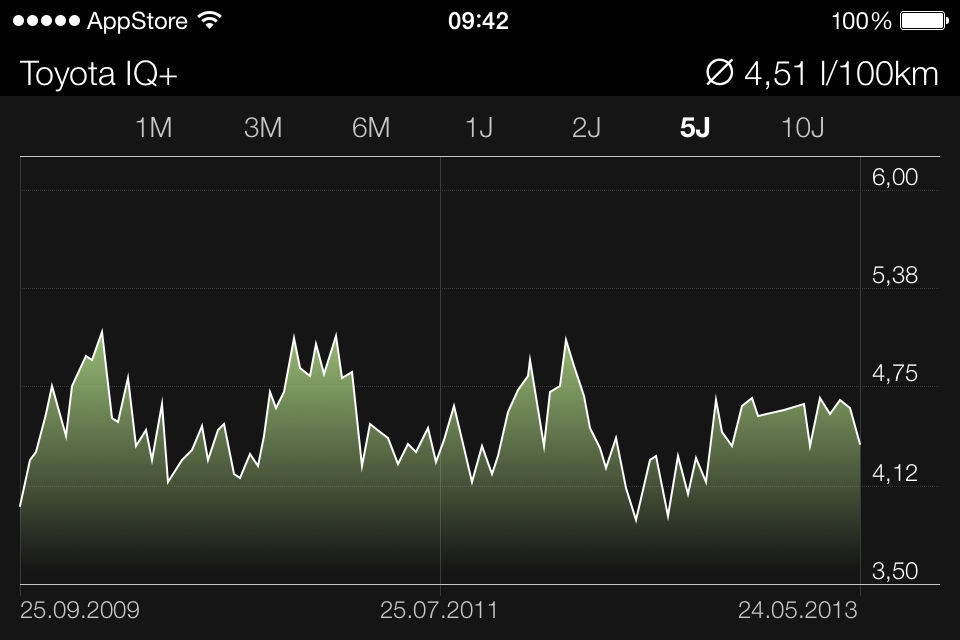 AppStore 09:42 100%
Toyota IQ+ Ø 4,51 l/100km
1M 3M 6M 1J 2J 5J 10J
6,00
5,38
4,75
4,12
3,50
25.09.2009 25.07.2011 24.05.2013